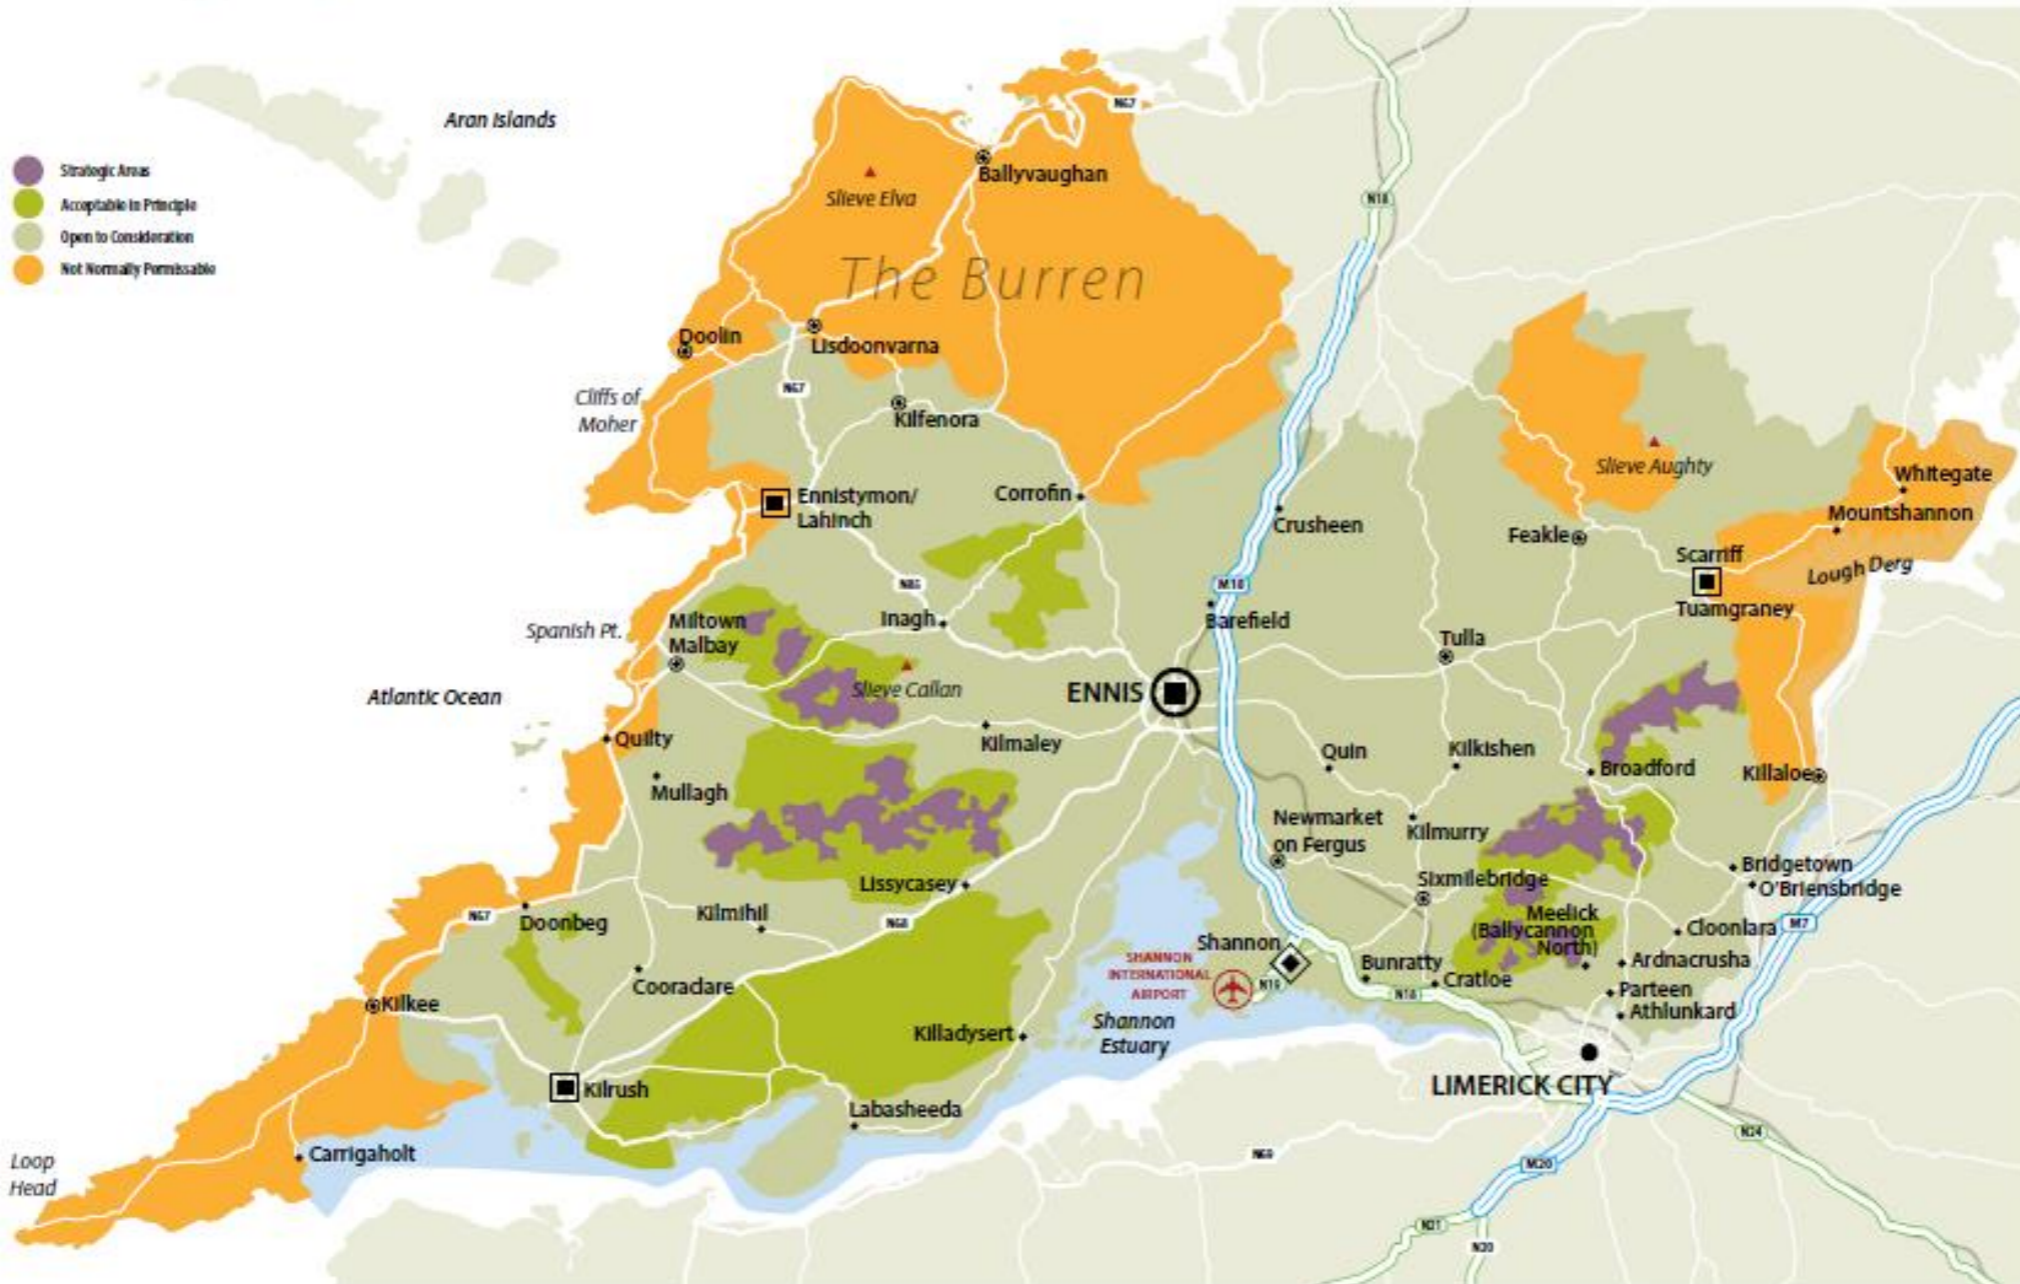 Aran Islands
Strategic Areas
Acceptable in Principle
Open to Consideration
Not Normally Permissable
N67
Ballyvaughan
Slieve Elva
N18
The Burren
Doolin
Lisdoonvarna
N67
Cliffs of
Moher
Kilfenora
Slieve Aughty
Whitegate
Ennistymon/
Lahinch
Corrofin
Crusheen
Mountshannon
Feakle
Scarriff
Lough Derg
Tuamgraney
N85
M18
Inagh
Barefield
Miltown
Malbay
Spanish Pt.
Tulla
Slieve Callan
ENNIS
Atlantic Ocean
Quilty
Kilmaley
Quin
Kilkishen
Broadford
Killaloe
Mullagh
Newmarket
on Fergus
Kilmurry
Bridgetown
O'Briensbridge
Lissycasey
Sixmilebridge
N67
Doonbeg
Kilmihil
N68
Meelick
(Ballycannon
North)
Cloonlara
M7
Shannon
SHANNON
INTERNATIONAL
AIRPORT
N19
Bunratty
Cratloe
Ardnacrusha
Cooraclare
N18
Parteen
Athlunkard
Kilkee
Killadysert
Shannon
Estuary
Kilrush
LIMERICK CITY
Labasheeda
Carrigaholt
Loop
Head
N69
N24
M20
N21
N20